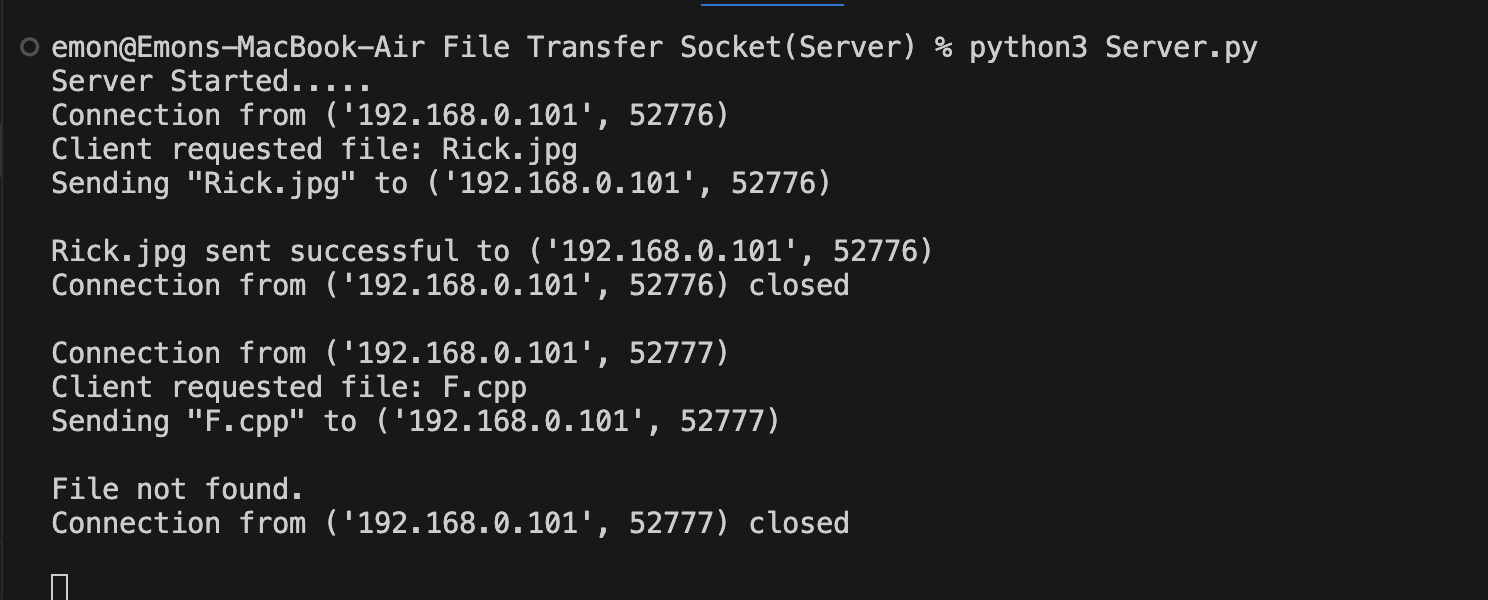 emon@Emons-MacBook-Air File Transfer Socket(Server) % python3 Server.py
Server Started.....
Connection from ('192.168.0.101', 52776)
Client requested file: Rick.jpg
Sending "Rick.jpg" to ('192.168.0.101', 52776)
Rick.jpg sent successful to ('192.168.0.101', 52776)
Connection from ('192.168.0.101', 52776) closed
Connection from ('192.168.0.101', 52777)
Client requested file: F.cpp
Sending "F.cpp" to ('192.168.0.101', 52777)
File not found.
Connection from ('192.168.0.101', 52777) closed